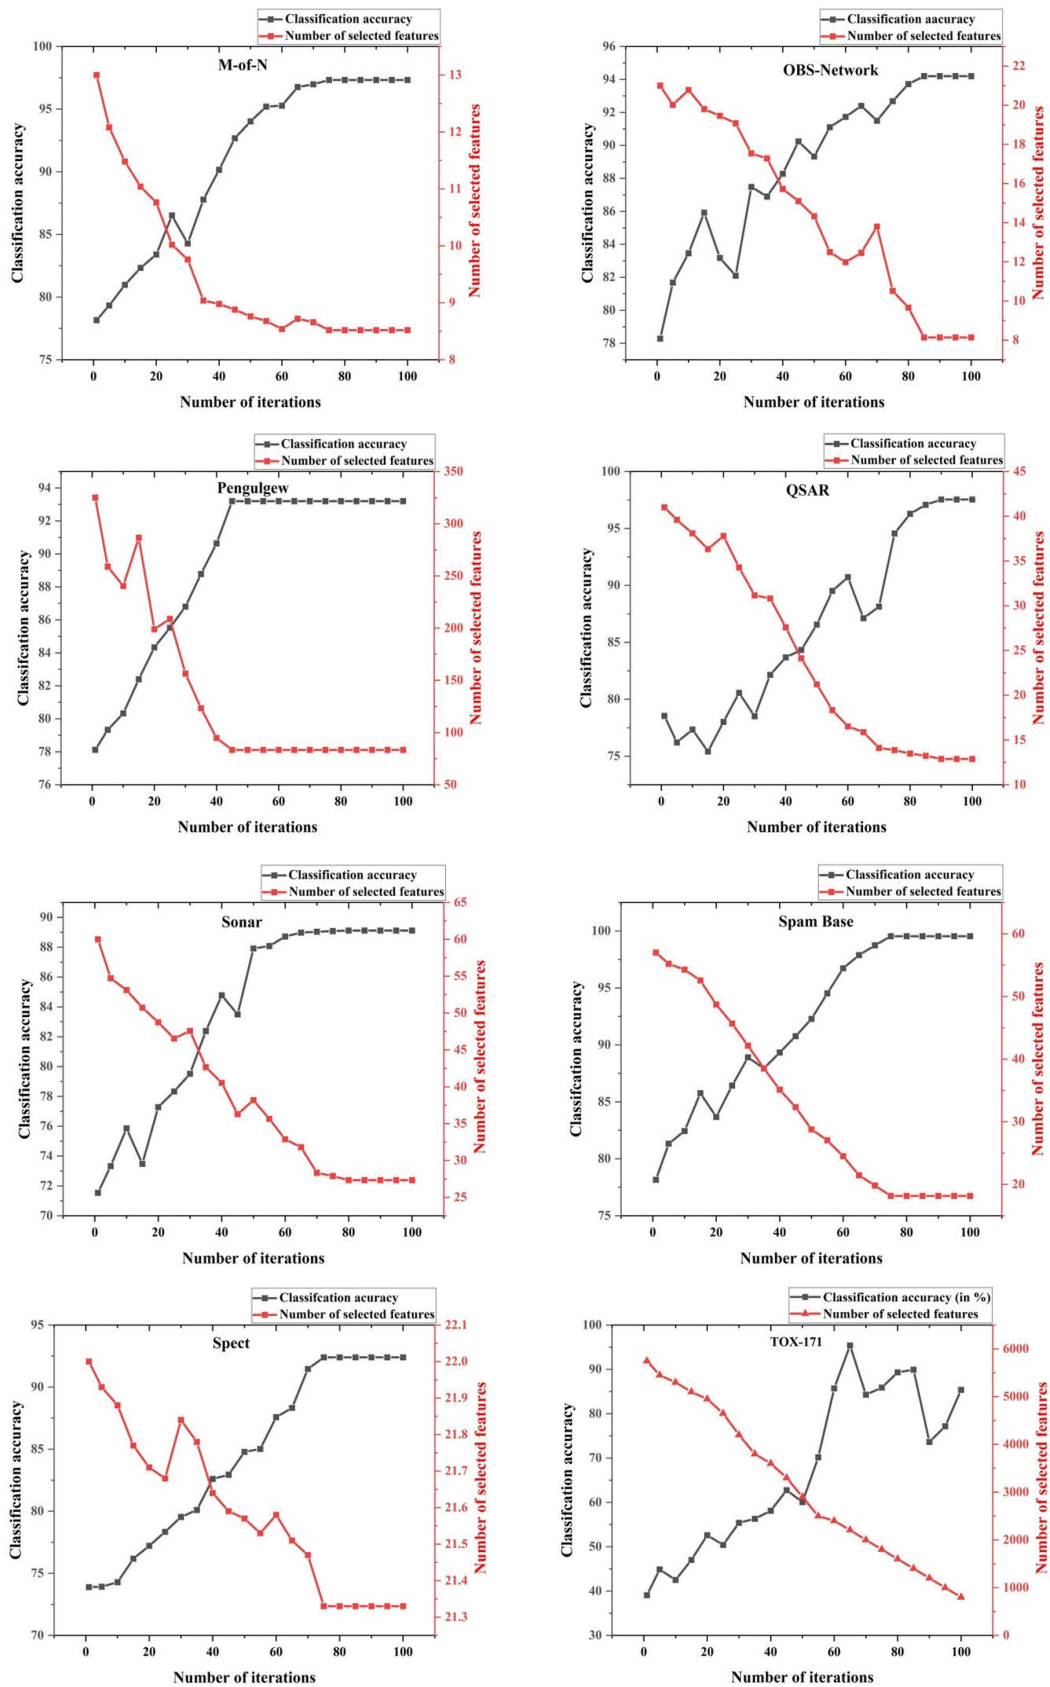 Classification accuracy
Number of selected features
M-of-N
100
95
90
85
80
75
Classification accuracy
13
12
11
10
9
8
Number of selected features
0 20 40 60 80 100
Number of iterations
Classification aacuracy
Number of selected features
OBS-Network
96
94
92
90
88
86
84
82
80
78
Classification accuracy
22
20
18
16
14
12
10
8
Number of selected features
0 20 40 60 80 100
Number of iterations
Classification accuracy
Number of selected features
Pengulgew
94
92
90
88
86
84
82
80
78
76
Classifcation accuracy
350
300
250
200
150
100
50
Number of selected features
0 20 40 60 80 100
Number of iterations
Classification accuracy
Number of selected features
QSAR
100
95
90
85
80
75
Classifcation accuracy
45
40
35
30
25
20
15
10
Number of selected features
0 20 40 60 80 100
Number of iterations
Classification accuracy
Number of selected features
Sonar
90
88
86
84
82
80
78
76
74
72
70
Classifcation accuracy
65
60
55
50
45
40
35
30
25
Number of selected features
0 20 40 60 80 100
Number of iterations
Classification accuracy
Number of selected features
Spam Base
100
95
90
85
80
75
Classifcation accuracy
60
50
40
30
20
Number of selected features
0 20 40 60 80 100
Number of iterations
Classifcation acuracy
Number of selected features
Spect
95
90
85
80
75
70
Classifcation accuracy
22.1
22.0
21.9
21.8
21.7
21.6
21.5
21.4
21.3
Number of selected features
0 20 40 60 80 100
Number of iterations
Classification accuracy (in %)
Number of selected features
TOX-171
100
90
80
70
60
50
40
30
Classifcation accuracy
6000
5000
4000
3000
2000
1000
0
Number of selected features
0 20 40 60 80 100
Number of iterations